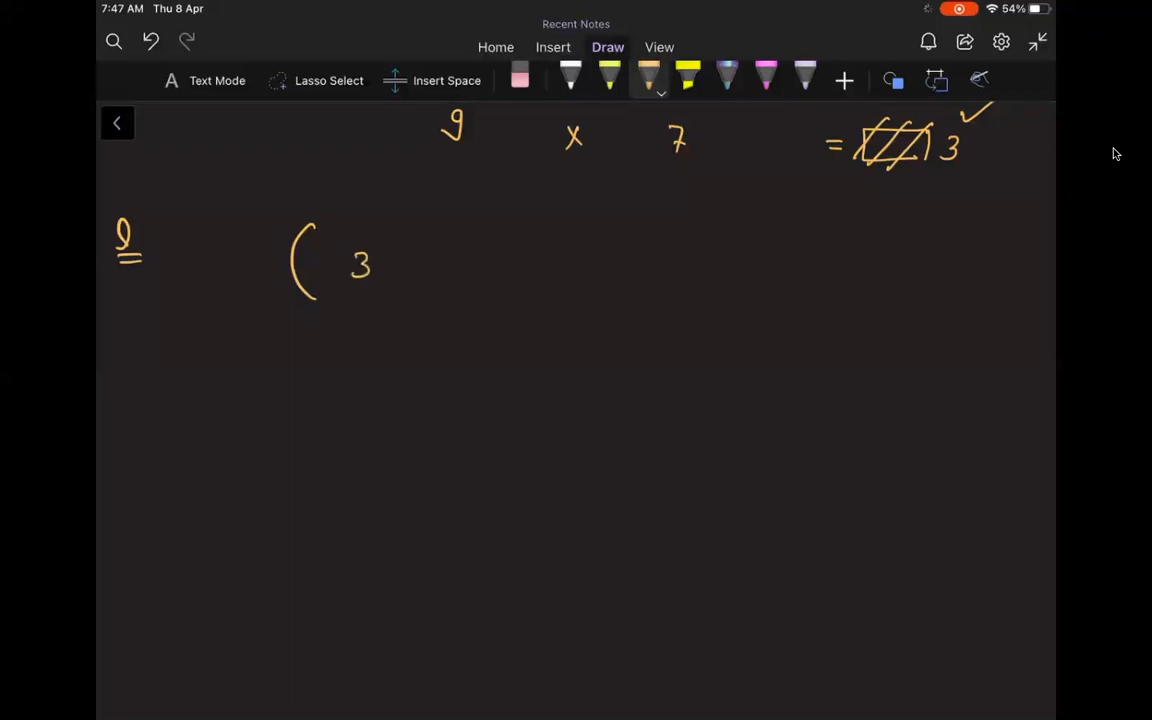 7:47 AM Thu 8 Apr 54%
Recent Notes
Home Insert Draw View
A Text Mode Lasso Select Insert Space
9 x 7 = 3 ✓
( 3